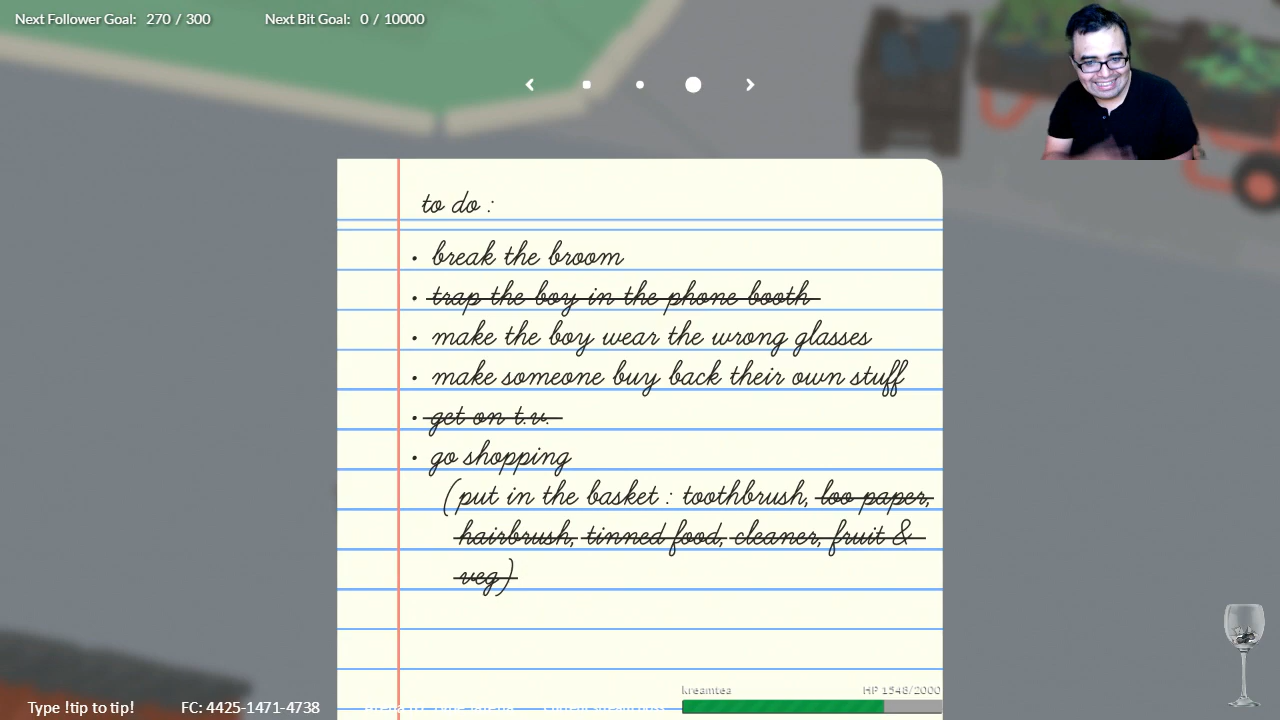 Next Follower Goal: 270 / 300 Next Bit Goal: 0 / 10000
to do :
• break the broom
• trap the boy in the phone booth
• make the boy wear the wrong glasses
• make someone buy back their own stuff
• get on t.v.
• go shopping
(put in the basket : toothbrush, loo paper,
hairbrush, tinned food, cleaner, fruit &
veg)
kreamtea HP 1548/2000
Type !tip to tip! FC: 4425-1471-4738